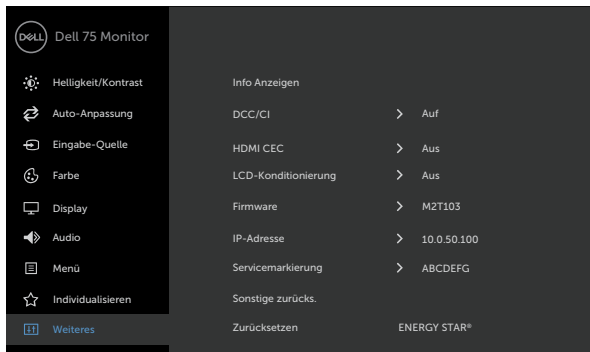 DELL Dell 75 Monitor
Helligkeit/Kontrast
Auto-Anpassung
Eingabe-Quelle
Farbe
Display
Audio
Menü
Individualisieren
Weiteres
Info Anzeigen
DCC/CI > Auf
HDMI CEC > Aus
LCD-Konditionierung > Aus
Firmware > M2T103
IP-Adresse > 10.0.50.100
Servicemarkierung > ABCDEFG
Sonstige zurücks.
Zurücksetzen ENERGY STAR®